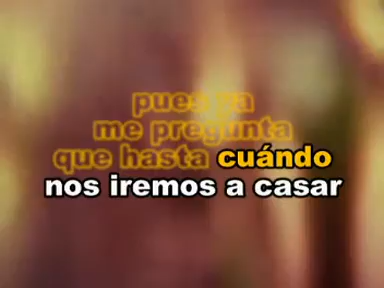 pues ya
me pregunta
que hasta cuándo
nos iremos a casar